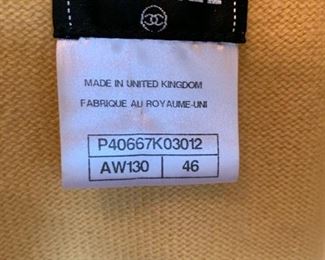 MADE IN UNITED KINGDOM
FABRIQUE AU ROYAUME-UNI
P40667K03012
AW130 46